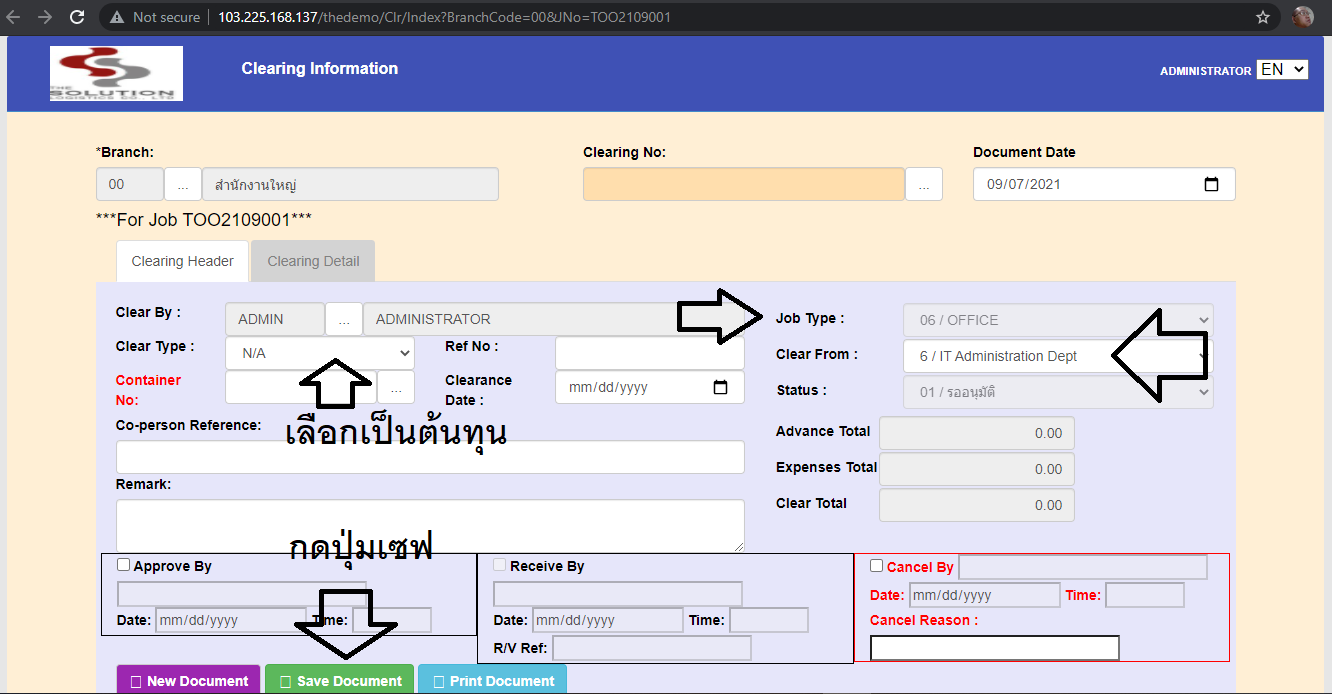 Not secure 103.225.168.137/thedemo/Clr/Index?BranchCode=00&JNo=TOO2109001
THE
SOLUTION
LOGISTICS CO., LTD
Clearing Information
ADMINISTRATOR EN
*Branch:
Clearing No:
Document Date
00 ... สำนักงานใหญ่
...
09/07/2021
***For Job TOO2109001***
Clearing Header Clearing Detail
Clear By : ADMIN ... ADMINISTRATOR
Job Type : 06 / OFFICE
Clear Type : N/A
Ref No :
Clear From : 6 / IT Administration Dept
Container No: ...
Clearance Date : mm/dd/yyyy
Status : 01 / รออนุมัติ
เลือกเป็นต้นทุน
Co-person Reference:
Advance Total 0.00
Expenses Total 0.00
Remark:
Clear Total 0.00
กดปุ่มเซฟ
Approve By
Date: mm/dd/yyyy Time:
Receive By
Date: mm/dd/yyyy Time:
R/V Ref:
Cancel By
Date: mm/dd/yyyy Time:
Cancel Reason :
New Document Save Document Print Document